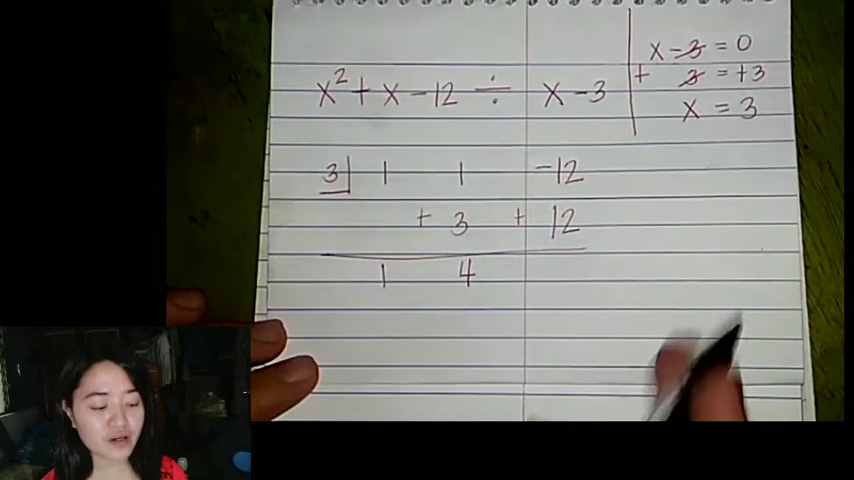 x² + x - 12 ÷ x - 3
x - 3 = 0
+ 3 = +3
x = 3
3 1 1 -12
+ 3 + 12
1 4